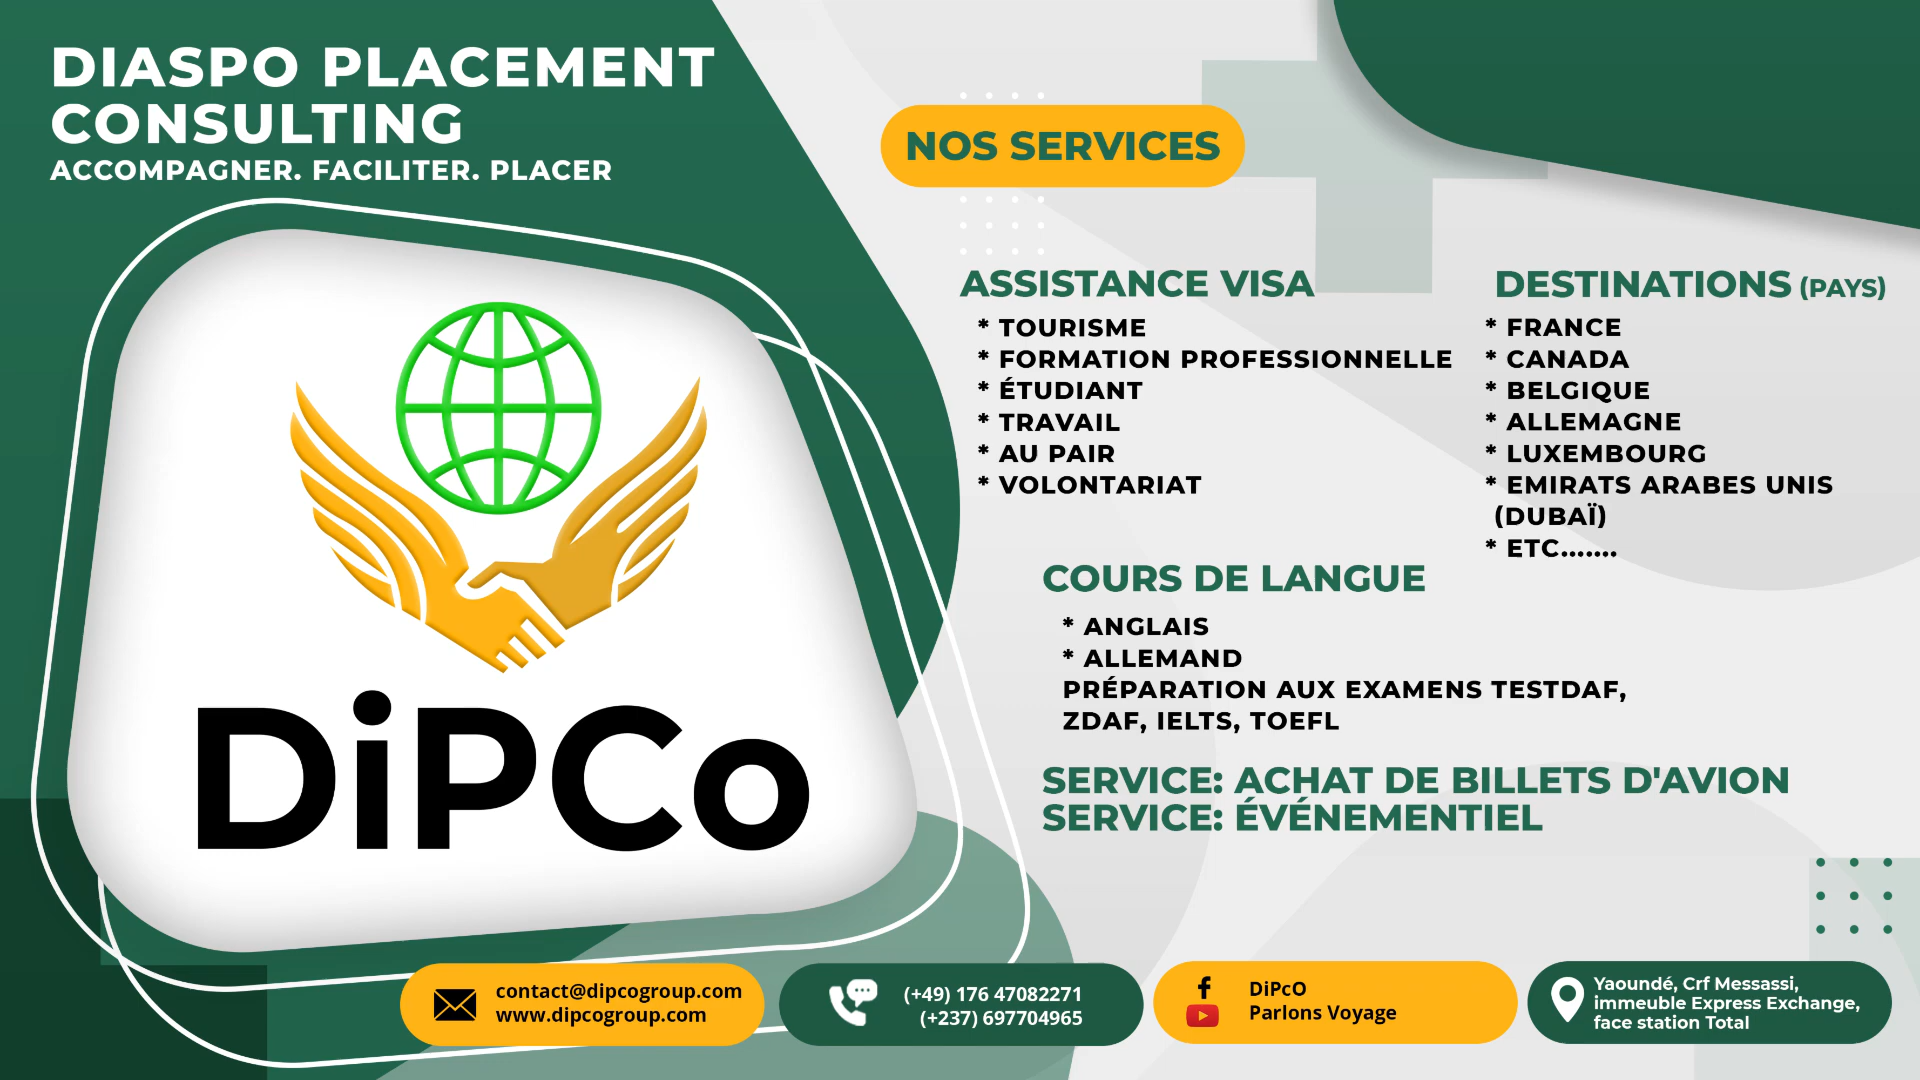 DIASPO PLACEMENT
CONSULTING
ACCOMPAGNER. FACILITER. PLACER
DiPCo
NOS SERVICES
ASSISTANCE VISA
* TOURISME
* FORMATION PROFESSIONNELLE
* ÉTUDIANT
* TRAVAIL
* AU PAIR
* VOLONTARIAT
DESTINATIONS (PAYS)
* FRANCE
* CANADA
* BELGIQUE
* ALLEMAGNE
* LUXEMBOURG
* EMIRATS ARABES UNIS
(DUBAÏ)
* ETC.......
COURS DE LANGUE
* ANGLAIS
* ALLEMAND
PRÉPARATION AUX EXAMENS TESTDAF,
ZDAF, IELTS, TOEFL
SERVICE: ACHAT DE BILLETS D'AVION
SERVICE: ÉVÉNEMENTIEL
contact@dipcogroup.com
www.dipcogroup.com
(+49) 176 47082271
(+237) 697704965
DiPcO
Parlons Voyage
Yaoundé, Crf Messassi,
immeuble Express Exchange,
face station Total